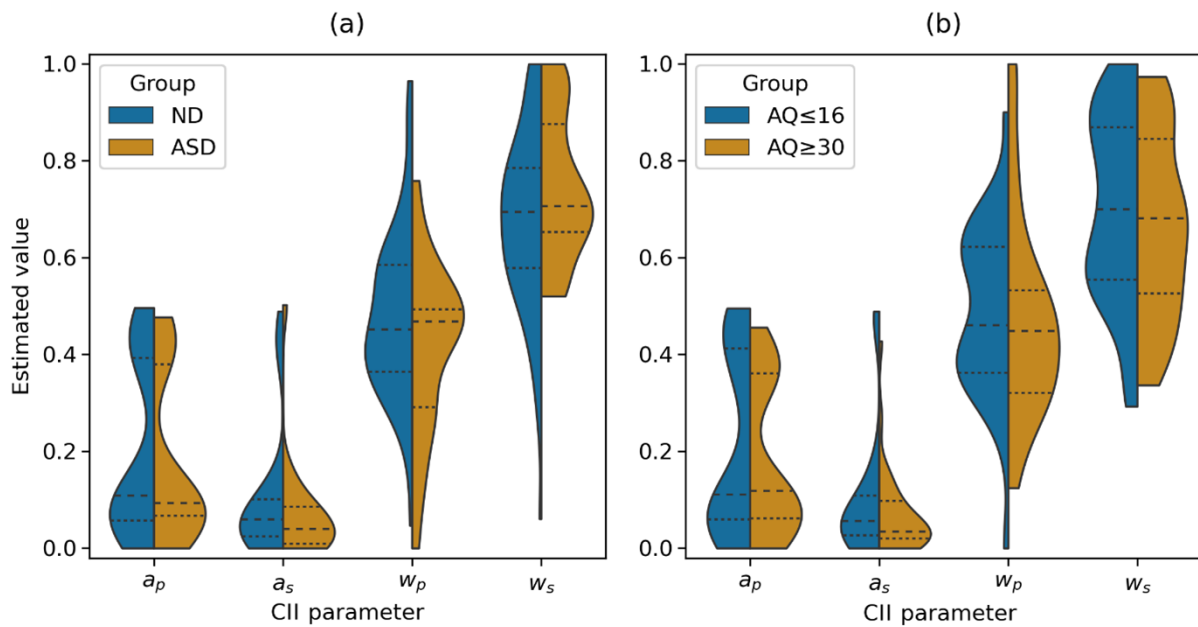 (a)
Estimated value
1.0
0.8
0.6
0.4
0.2
0.0
Group
ND
ASD
a_p
a_s
w_p
w_s
CII parameter
(b)
1.0
0.8
0.6
0.4
0.2
0.0
Group
AQ≤16
AQ≥30
a_p
a_s
w_p
w_s
CII parameter